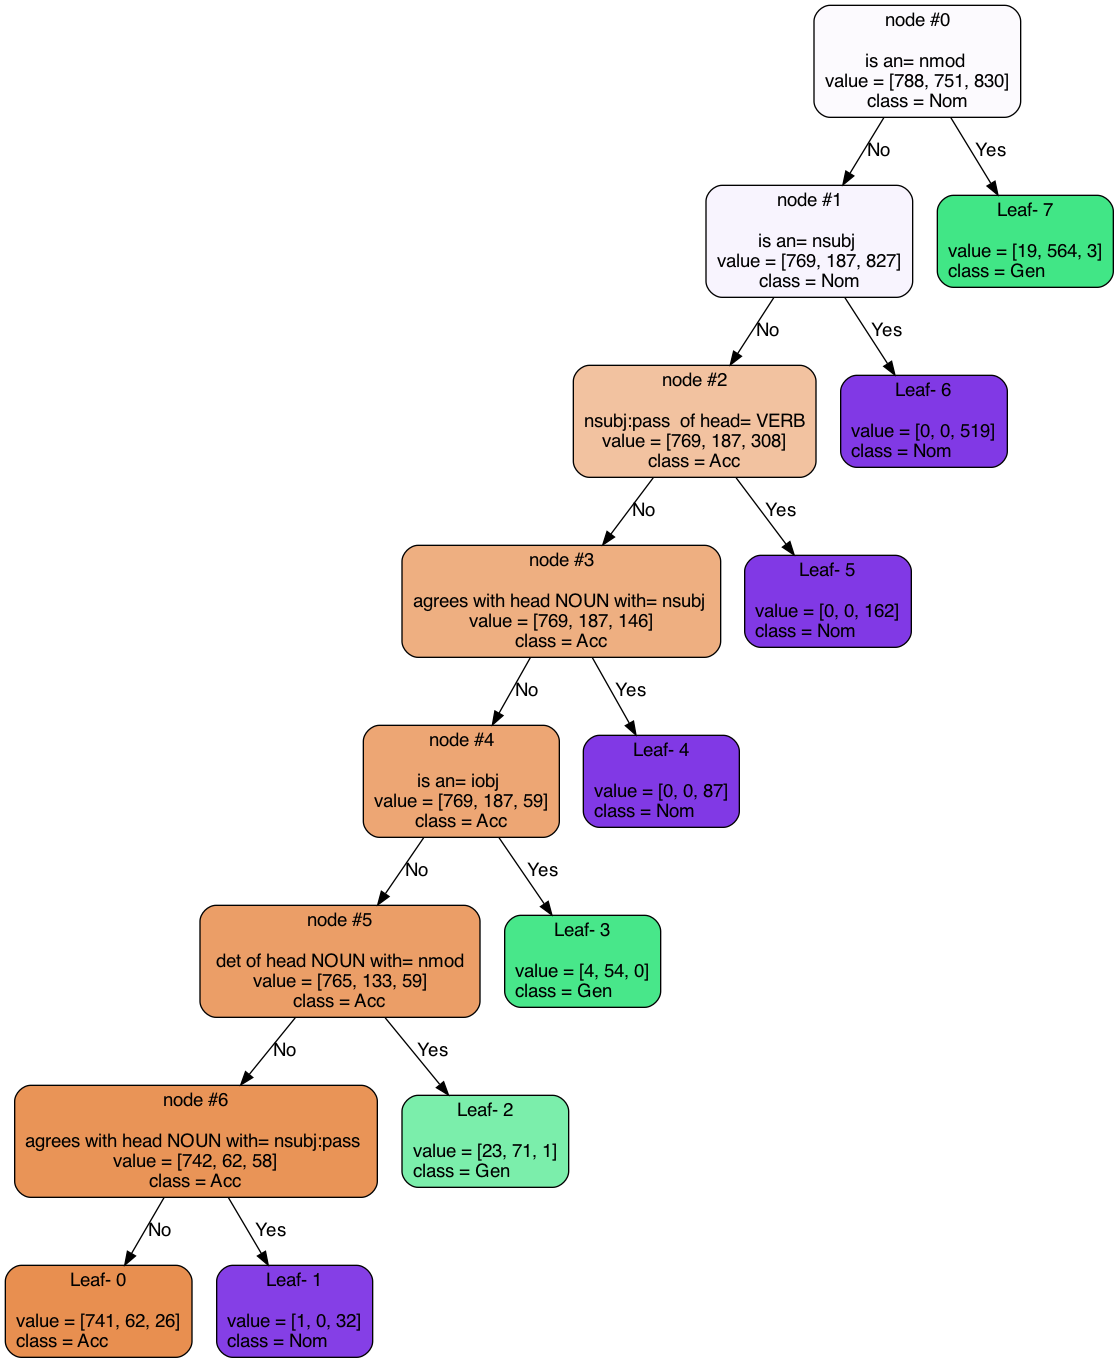 node #0
is an= nmod
value = [788, 751, 830]
class = Nom
No
Yes
node #1
is an= nsubj
value = [769, 187, 827]
class = Nom
Leaf- 7
value = [19, 564, 3]
class = Gen
No
Yes
node #2
nsubj:pass  of head= VERB
value = [769, 187, 308]
class = Acc
Leaf- 6
value = [0, 0, 519]
class = Nom
No
Yes
node #3
agrees with head NOUN with= nsubj
value = [769, 187, 146]
class = Acc
Leaf- 5
value = [0, 0, 162]
class = Nom
No
Yes
node #4
is an= iobj
value = [769, 187, 59]
class = Acc
Leaf- 4
value = [0, 0, 87]
class = Nom
No
Yes
node #5
det of head NOUN with= nmod
value = [765, 133, 59]
class = Acc
Leaf- 3
value = [4, 54, 0]
class = Gen
No
Yes
node #6
agrees with head NOUN with= nsubj:pass
value = [742, 62, 58]
class = Acc
Leaf- 2
value = [23, 71, 1]
class = Gen
No
Yes
Leaf- 0
value = [741, 62, 26]
class = Acc
Leaf- 1
value = [1, 0, 32]
class = Nom